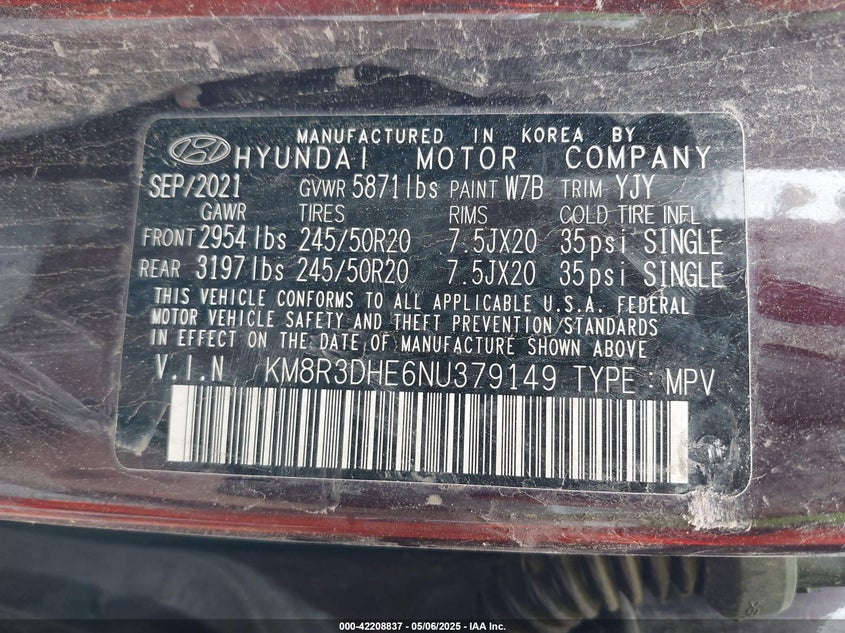 MANUFACTURED IN KOREA BY
HYUNDAI MOTOR COMPANY
SEP/2021 GVWR 5871lbs PAINT W7B TRIM YJY
GAWR TIRES RIMS COLD TIRE INFL
FRONT 2954lbs 245/50R20 7.5JX20 35psi SINGLE
REAR 3197lbs 245/50R20 7.5JX20 35psi SINGLE
THIS VEHICLE CONFORMS TO ALL APPLICABLE U.S.A. FEDERAL
MOTOR VEHICLE SAFETY AND THEFT PREVENTION/STANDARDS
IN EFFECT ON THE DATE OF MANUFACTURE SHOWN ABOVE
V.I.N KM8R3DHE6NU379149 TYPE : MPV
000-42208837 - 05/06/2025 - IAA Inc.